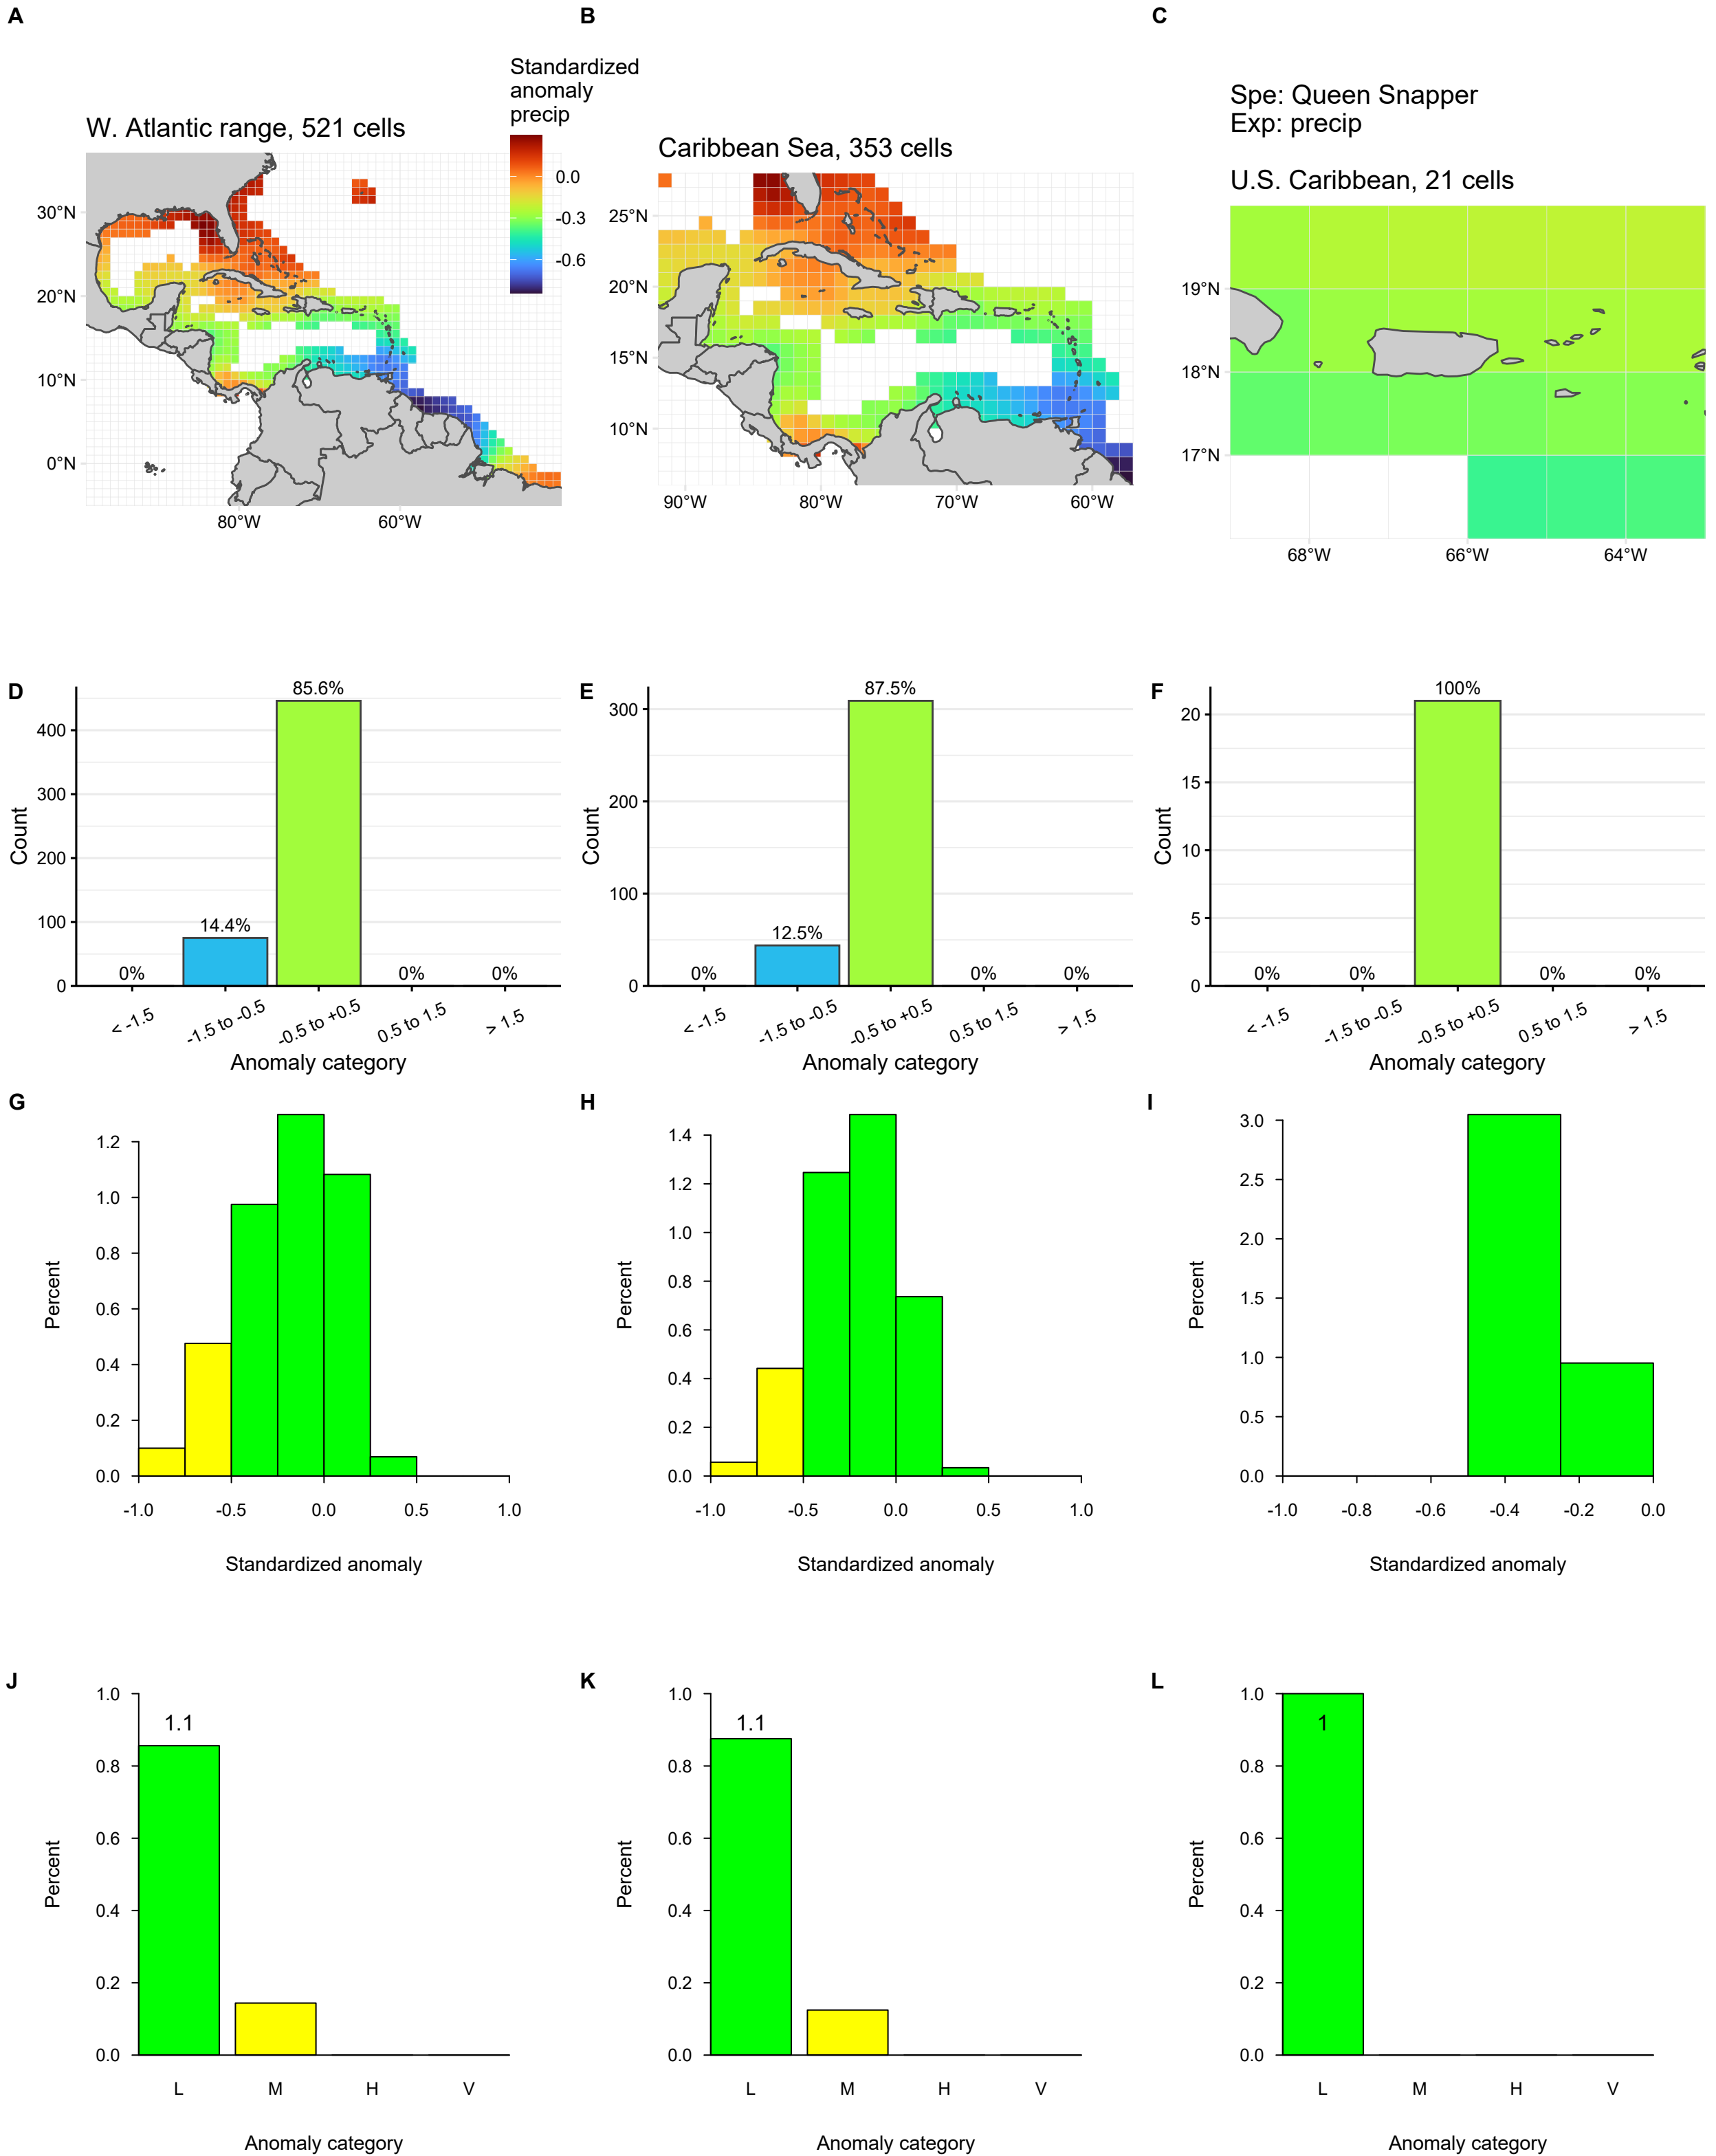 A
B
C
Standardized
anomaly
precip
0.0
-0.3
-0.6
W. Atlantic range, 521 cells
30°N
20°N
10°N
0°N
80°W
60°W
Caribbean Sea, 353 cells
25°N
20°N
15°N
10°N
90°W
80°W
70°W
60°W
Spe: Queen Snapper
Exp: precip
U.S. Caribbean, 21 cells
19°N
18°N
17°N
68°W
66°W
64°W
D
Count
400
300
200
100
0
0%
14.4%
85.6%
0%
0%
< -1.5
-1.5 to -0.5
-0.5 to +0.5
0.5 to 1.5
> 1.5
Anomaly category
E
Count
300
200
100
0
0%
12.5%
87.5%
0%
0%
< -1.5
-1.5 to -0.5
-0.5 to +0.5
0.5 to 1.5
> 1.5
Anomaly category
F
Count
20
15
10
5
0
0%
0%
100%
0%
0%
< -1.5
-1.5 to -0.5
-0.5 to +0.5
0.5 to 1.5
> 1.5
Anomaly category
G
Percent
1.2
1.0
0.8
0.6
0.4
0.2
0.0
-1.0
-0.5
0.0
0.5
1.0
Standardized anomaly
H
Percent
1.4
1.2
1.0
0.8
0.6
0.4
0.2
0.0
-1.0
-0.5
0.0
0.5
1.0
Standardized anomaly
I
Percent
3.0
2.5
2.0
1.5
1.0
0.5
0.0
-1.0
-0.8
-0.6
-0.4
-0.2
0.0
Standardized anomaly
J
Percent
1.0
0.8
0.6
0.4
0.2
0.0
1.1
L
M
H
V
Anomaly category
K
Percent
1.0
0.8
0.6
0.4
0.2
0.0
1.1
L
M
H
V
Anomaly category
L
Percent
1.0
0.8
0.6
0.4
0.2
0.0
1
L
M
H
V
Anomaly category